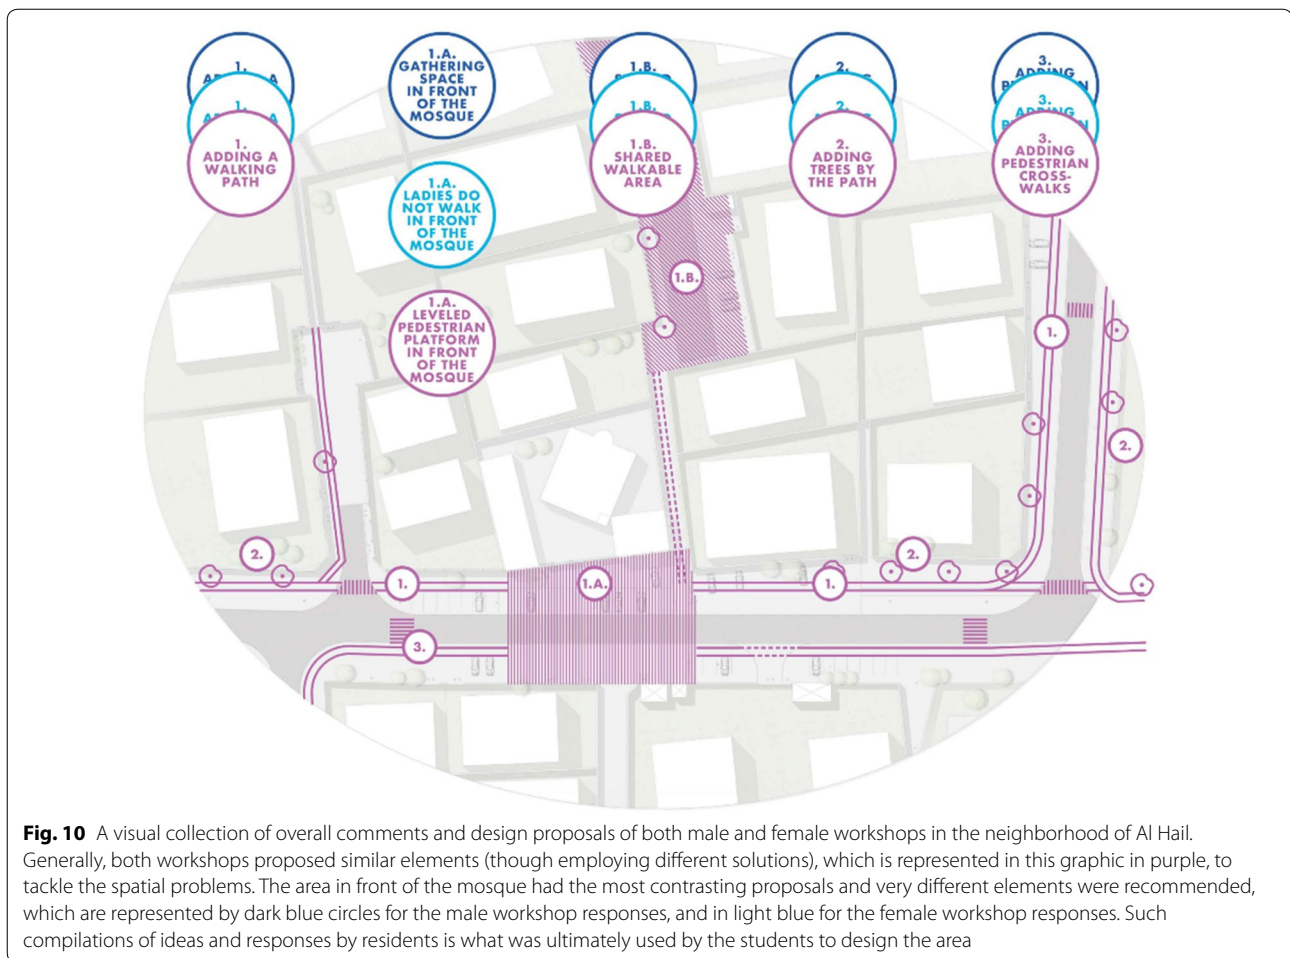 1.
1.
1.
ADDING A
WALKING
PATH
1.A.
GATHERING
SPACE
IN FRONT
OF THE
MOSQUE
1.A.
LADIES DO
NOT WALK
IN FRONT
OF THE
MOSQUE
1.A.
LEVELED
PEDESTRIAN
PLATFORM
IN FRONT
OF THE
MOSQUE
1.B.
1.B.
1.B.
SHARED
WALKABLE
AREA
2.
2.
2.
ADDING
TREES BY
THE PATH
3.
ADDING
3.
ADDING
3.
ADDING
PEDESTRIAN
CROSS-
WALKS
1.B.
1.
2.
2.
1.
1.A.
1.
2.
3.
Fig. 10 A visual collection of overall comments and design proposals of both male and female workshops in the neighborhood of Al Hail.
Generally, both workshops proposed similar elements (though employing different solutions), which is represented in this graphic in purple, to
tackle the spatial problems. The area in front of the mosque had the most contrasting proposals and very different elements were recommended,
which are represented by dark blue circles for the male workshop responses, and in light blue for the female workshop responses. Such
compilations of ideas and responses by residents is what was ultimately used by the students to design the area